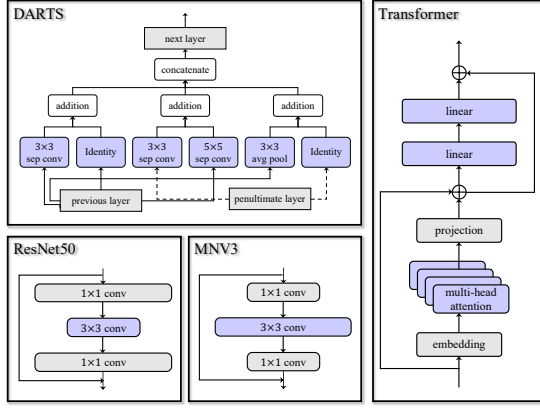 DARTS
next layer
concatenate
addition
addition
addition
3×3
sep conv
Identity
3×3
sep conv
5×5
sep conv
3×3
avg pool
Identity
previous layer
penultimate layer
ResNet50
1×1 conv
3×3 conv
1×1 conv
MNV3
1×1 conv
3×3 conv
1×1 conv
Transformer
linear
linear
projection
multi-head
attention
embedding